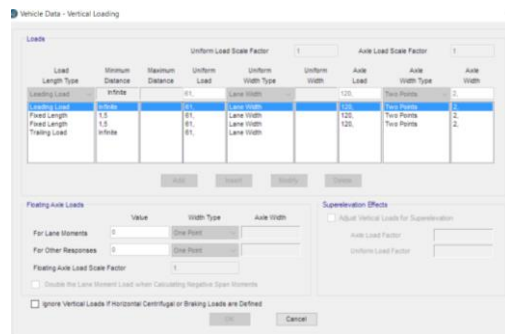 Vehicle Data - Vertical Loading
Loads
Uniform Load Scale Factor 1 Axle Load Scale Factor 1
Load Length Type Minimum Distance Maximum Distance Uniform Load Uniform Width Type Uniform Width Axle Load Axle Width Type Axle Width
Leading Load Infinite 61, Lane Width 120, Two Points 2,
Leading Load Infinite 61, Lane Width 120, Two Points 2,
Fixed Length 1,5 61, Lane Width 120, Two Points 2,
Fixed Length 1,5 61, Lane Width 120, Two Points 2,
Trailing Load Infinite 61, Lane Width
Add Insert Modify Delete
Floating Axle Loads
Value Width Type Axle Width
For Lane Moments 0 One Point
For Other Responses 0 One Point
Floating Axle Load Scale Factor 1
Double the Lane Moment Load when Calculating Negative Span Moments
Superelevation Effects
Adjust Vertical Loads for Superelevation
Axle Load Factor
Uniform Load Factor
Ignore Vertical Loads if Horizontal Centrifugal or Braking Loads are Defined
OK Cancel